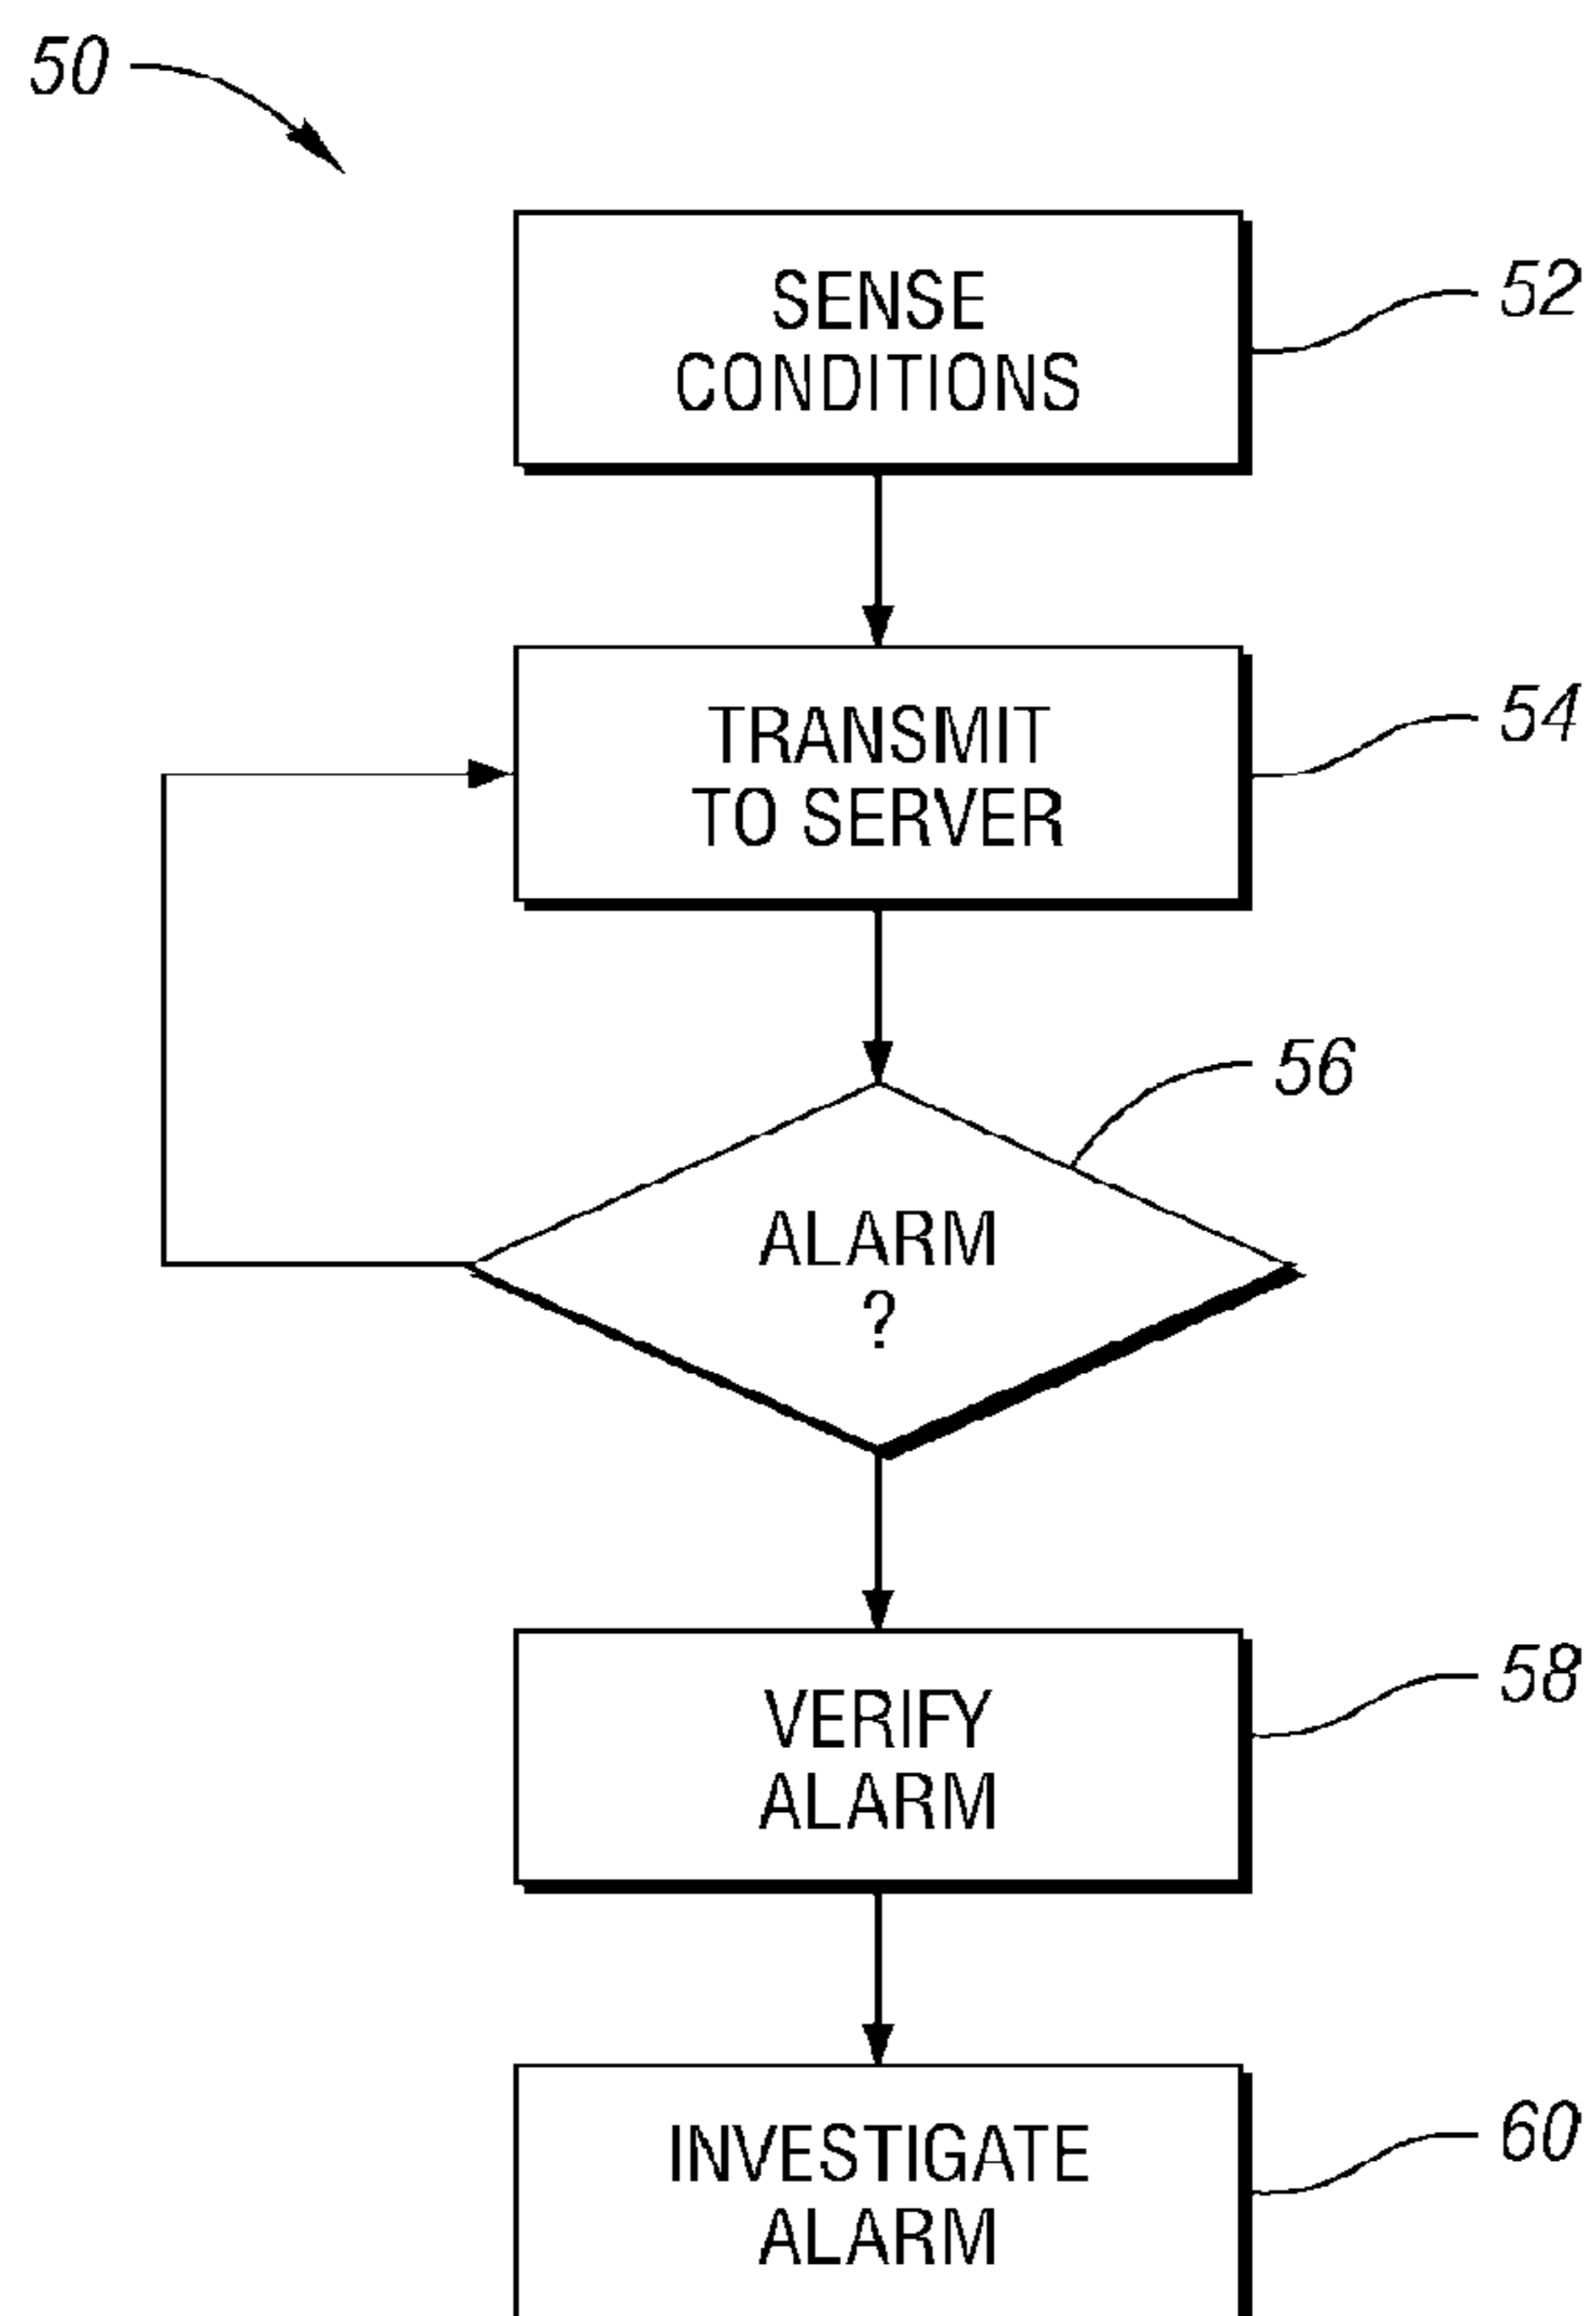 50
SENSE
CONDITIONS
52
TRANSMIT
TO SERVER
54
56
ALARM
?
VERIFY
ALARM
58
INVESTIGATE
ALARM
60